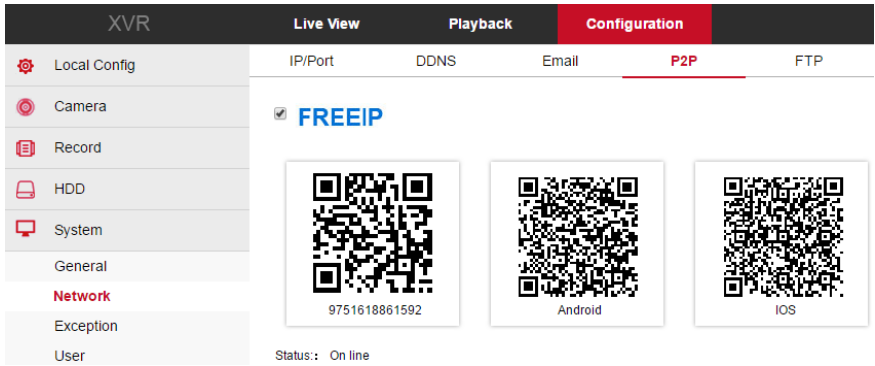 XVR Live View Playback Configuration
Local Config
Camera
Record
HDD
System
General
Network
Exception
User
IP/Port DDNS Email P2P FTP
FREEIP
9751618861592 Android IOS
Status:: On line